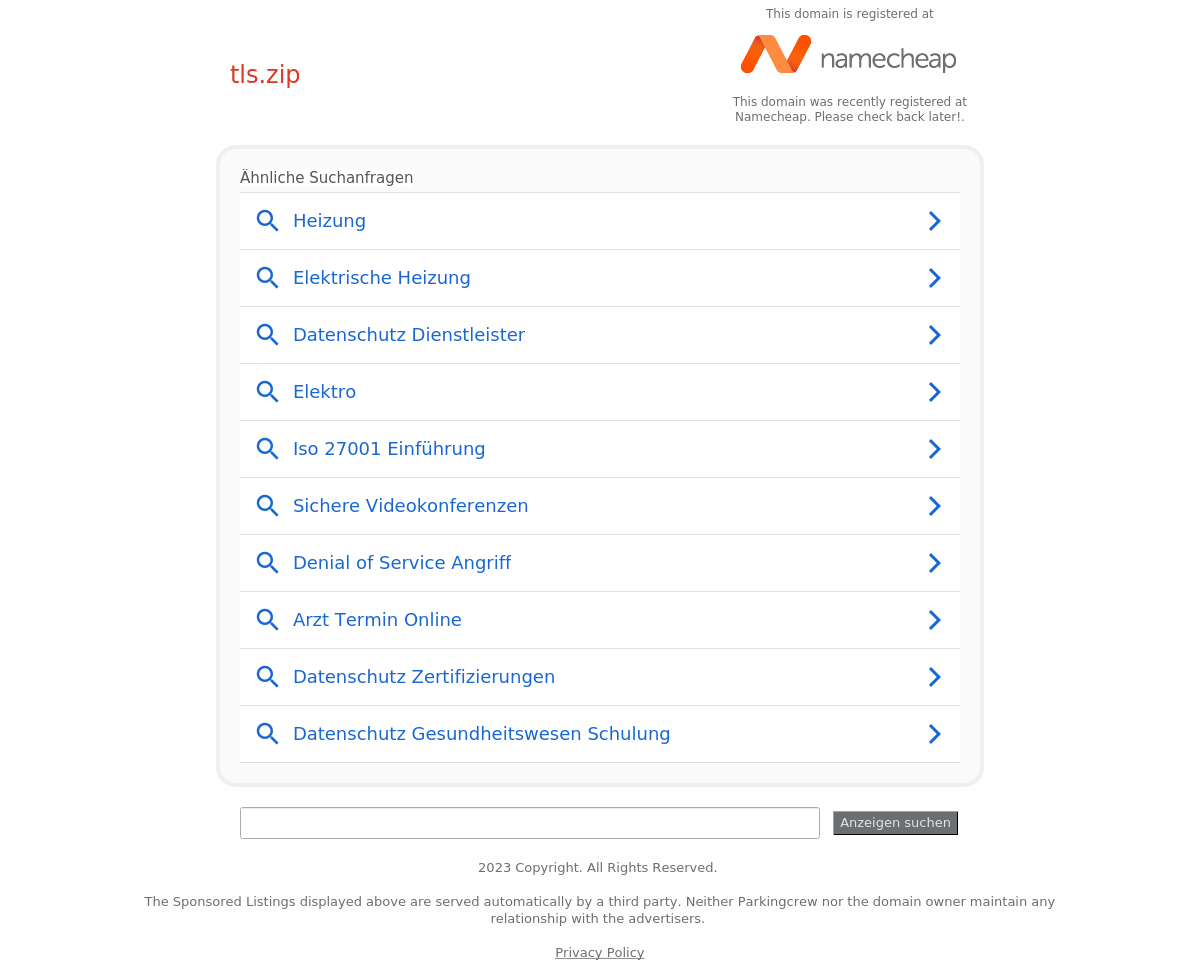 This domain is registered at
namecheap
tls.zip
This domain was recently registered at
Namecheap. Please check back later!.
Ähnliche Suchanfragen
Heizung
Elektrische Heizung
Datenschutz Dienstleister
Elektro
Iso 27001 Einführung
Sichere Videokonferenzen
Denial of Service Angriff
Arzt Termin Online
Datenschutz Zertifizierungen
Datenschutz Gesundheitswesen Schulung
Anzeigen suchen
2023 Copyright. All Rights Reserved.
The Sponsored Listings displayed above are served automatically by a third party. Neither Parkingcrew nor the domain owner maintain any
relationship with the advertisers.
Privacy Policy